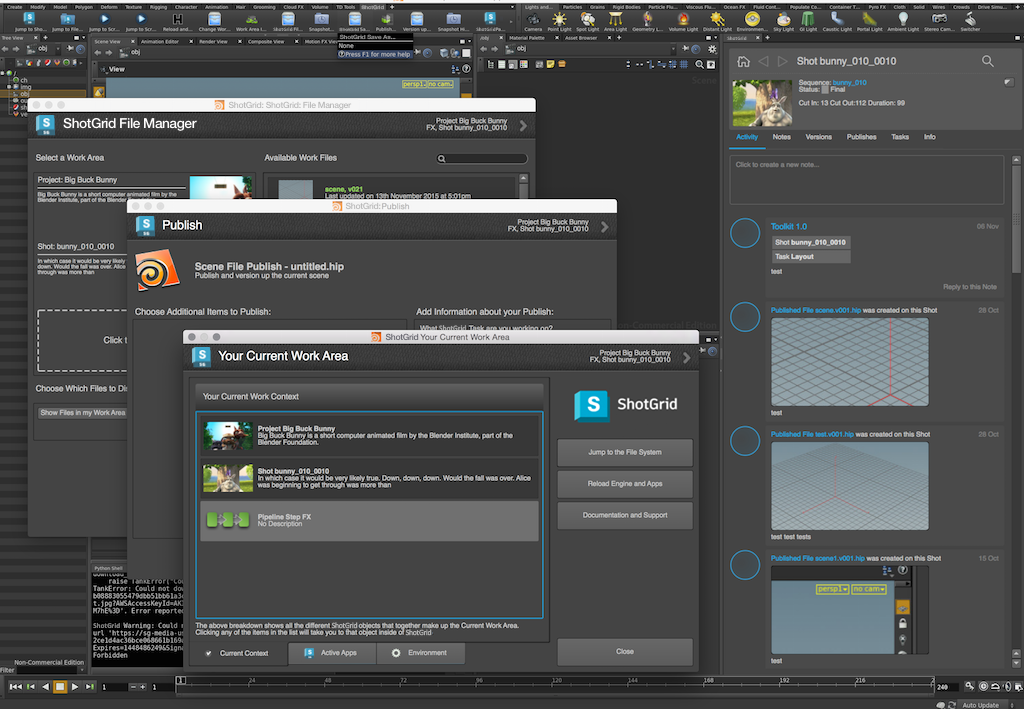 Create Modify Model Polygon Deform Texture Rigging Character Animation Hair Grooming Cloud FX Volume TD Tools ShotGrid
Lights and... Particles Grains Rigid Bodies Particle Flu... Viscous Flu... Ocean FX Fluid Cont... Populate Co... Container T... Pyro FX Cloth Solid Wires Crowds Drive Simu...
Jump to Sho... Jump to File... Jump to Scre... Reload and... Change Wor... Work Area I... ShotGrid Fil... Snapshot... Version up... Snapshot Hi... Jump to Sho...
Camera Point Light Spot Light Area Light Geometry L... Volume Light Distant Light Environmen... Sky Light GI Light Caustic Light Portal Light Ambient Light Stereo Cam... Switcher
ShotGrid Save As...
None
Press F1 for more help
Tree View
Scene View Animation Editor Render View Composite View Motion FX View
/obj Material Palette Asset Browser
obj
View
persp1 no cam
ch
img
obj
ShotGrid: ShotGrid: File Manager
ShotGrid File Manager
Project Big Buck Bunny
FX, Shot bunny_010_0010
Select a Work Area
Available Work Files
Project: Big Buck Bunny
Big Buck Bunny is a short computer animated film by the
Blender Institute, part of the Blender Foundation.
scene, v021
Last updated on 13th November 2015 at 5:01pm
Shot: bunny_010_0010
In which case it would be very likely
down. Would the fall was over. Alice
through was more than
Click t
Choose Which Files to Di
Show Files in my Work Area
ShotGrid:Publish
Publish
Project Big Buck Bunny
FX, Shot bunny_010_0010
Scene File Publish - untitled.hip
Publish and version up the current scene
Choose Additional Items to Publish:
Add Information about your Publish:
What ShotGrid Task are you working on?
ShotGrid Your Current Work Area
Your Current Work Area
Project Big Buck Bunny
FX, Shot bunny_010_0010
Your Current Work Context
Project Big Buck Bunny
Big Buck Bunny is a short computer animated film by the Blender Institute, part of the
Blender Foundation.
Shot bunny_010_0010
In which case it would be very likely true. Down, down, down. Would the fall was over. Alice
was beginning to get through was more than
Pipeline Step FX
No Description
The above breakdown shows all the different ShotGrid objects that together make up the Current Work Area.
Clicking any of the items in the list will take you to that object inside of ShotGrid
Current Context
Active Apps
Environment
ShotGrid
Jump to the File System
Reload Engine and Apps
Documentation and Support
Close
Python Shell
raise TankError("Co
TankError: Could not dow
b08883055479dbb51bb61a3
t.jpg?AWSAccessKeyId=AK
M7hE%3D'. Error reporte
ShotGrid Warning: Could n
url 'https://sg-media-us
2ce1d4ac36bce068661b169
Expires=1448486249&Signa
Forbidden
Non-Commercial Edition
Filter
Shot bunny_010_0010
Sequence: bunny_010
Status: Final
Cut In: 13 Cut Out:112 Duration: 99
Activity Notes Versions Publishes Tasks Info
Click to create a new note...
Toolkit 1.0
06 Nov
Shot bunny_010_0010
Task Layout
test
Reply to this Note
Published File scene.v001.hip was created on this Shot
28 Oct
test
Published File test.v001.hip was created on this Shot
28 Oct
test test tests
Published File scene1.v001.hip was created on this Shot
15 Oct
persp1 no cam
test
1 1
1 24 48 72 96 120 144 168 192 216 2
240
Auto Update